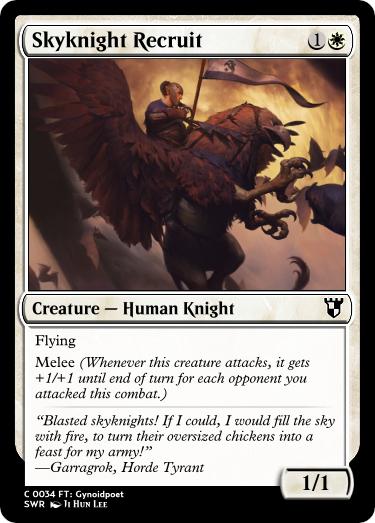 Skyknight Recruit 1
Creature — Human Knight
Flying
Melee (Whenever this creature attacks, it gets
+1/+1 until end of turn for each opponent you
attacked this combat.)
“Blasted skyknights! If I could, I would fill the sky
with fire, to turn their oversized chickens into a
feast for my army!”
—Garragrok, Horde Tyrant
1/1
C 0034 FT: Gynoidpoet
SWR Ji Hun Lee